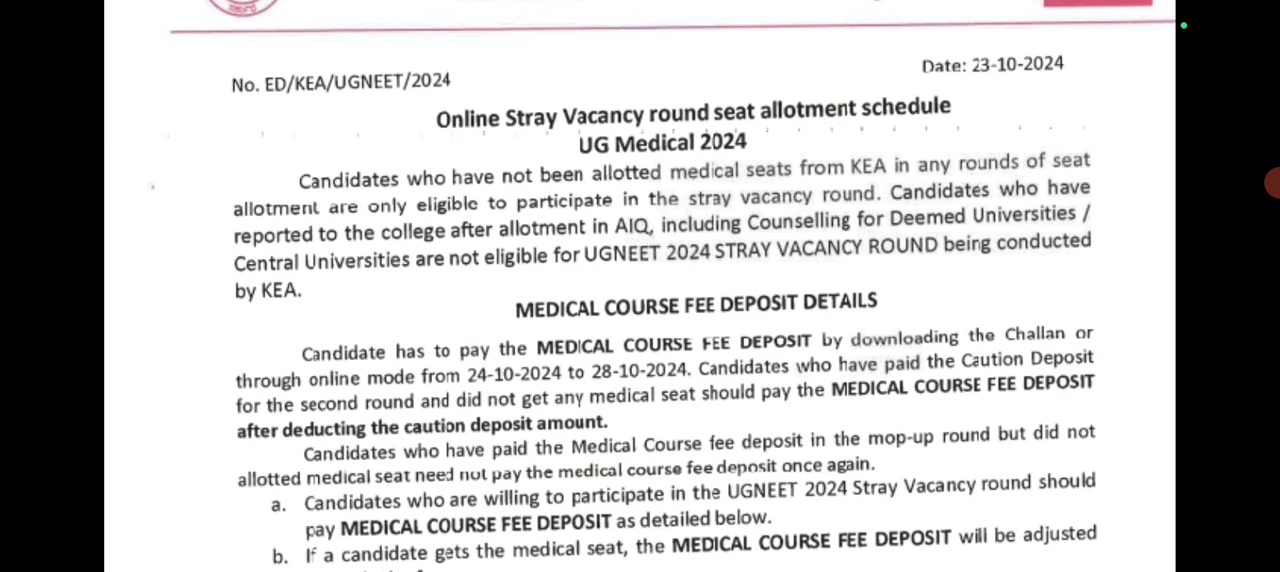 No. ED/KEA/UGNEET/2024
Date: 23-10-2024
Online Stray Vacancy round seat allotment schedule
UG Medical 2024
Candidates who have not been allotted medical seats from KEA in any rounds of seat
allotment are only eligible to participate in the stray vacancy round. Candidates who have
reported to the college after allotment in AIQ, including Counselling for Deemed Universities /
Central Universities are not eligible for UGNEET 2024 STRAY VACANCY ROUND being conducted
by KEA.
MEDICAL COURSE FEE DEPOSIT DETAILS
Candidate has to pay the MEDICAL COURSE FEE DEPOSIT by downloading the Challan or
through online mode from 24-10-2024 to 28-10-2024. Candidates who have paid the Caution Deposit
for the second round and did not get any medical seat should pay the MEDICAL COURSE FEE DEPOSIT
after deducting the caution deposit amount.
Candidates who have paid the Medical Course fee deposit in the mop-up round but did not
allotted medical seat need not pay the medical course fee deposit once again.
a. Candidates who are willing to participate in the UGNEET 2024 Stray Vacancy round should
pay MEDICAL COURSE FEE DEPOSIT as detailed below.
b. If a candidate gets the medical seat, the MEDICAL COURSE FEE DEPOSIT will be adjusted